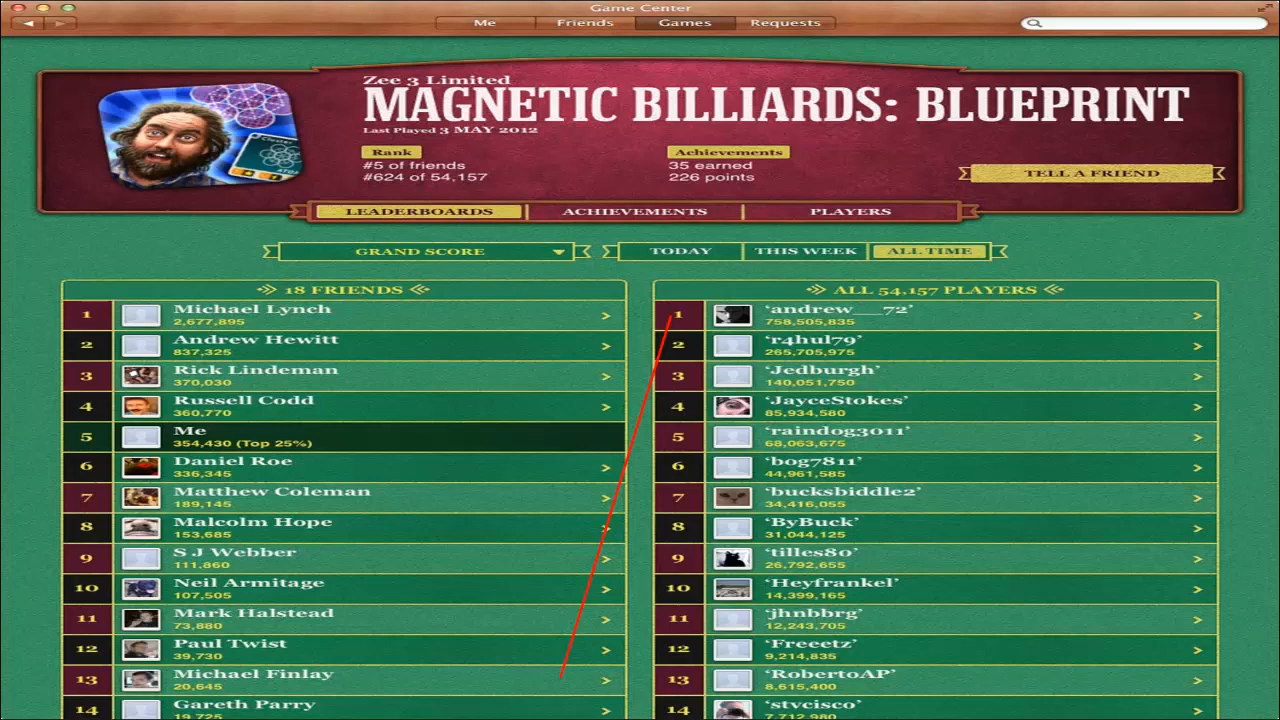 Game Center
Me Friends Games Requests
Zee 3 Limited
MAGNETIC BILLIARDS: BLUEPRINT
Last Played 3 MAY 2012
Rank
#5 of friends
#624 of 54,157
Achievements
35 earned
226 points
TELL A FRIEND
LEADERBOARDS ACHIEVEMENTS PLAYERS
GRAND SCORE TODAY THIS WEEK ALL TIME
18 FRIENDS
1 Michael Lynch
2,677,895
2 Andrew Hewitt
837,325
3 Rick Lindeman
370,030
4 Russell Codd
360,770
5 Me
354,430 (Top 25%)
6 Daniel Roe
336,345
7 Matthew Coleman
189,145
8 Malcolm Hope
153,685
9 S J Webber
111,860
10 Neil Armitage
107,505
11 Mark Halstead
73,880
12 Paul Twist
39,730
13 Michael Finlay
20,645
14 Gareth Parry
19,725
ALL 54,157 PLAYERS
1 ‘andrew__72’
758,505,835
2 ‘r4hul79’
265,705,975
3 ‘Jedburgh’
140,051,750
4 ‘JayceStokes’
85,934,580
5 ‘raindog3011’
68,063,675
6 ‘bog7811’
44,961,585
7 ‘bucksbiddle2’
34,416,055
8 ‘ByBuck’
31,044,125
9 ‘tilles80’
26,792,655
10 ‘Heyfrankel’
14,399,165
11 ‘jhnbbrg’
12,243,705
12 ‘Freeetz’
9,214,835
13 ‘RobertoAP’
8,615,400
14 ‘stvcisco’
7,712,980